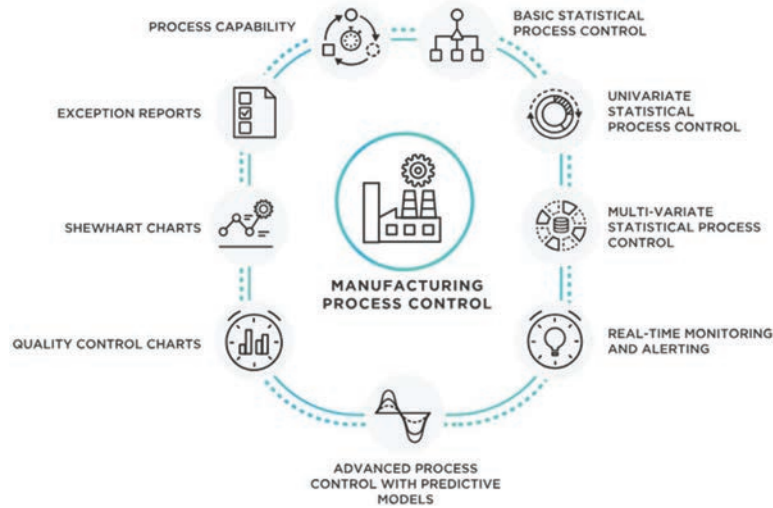 PROCESS CAPABILITY
BASIC STATISTICAL
PROCESS CONTROL
EXCEPTION REPORTS
UNIVARIATE
STATISTICAL
PROCESS CONTROL
SHEWHART CHARTS
MULTI-VARIATE
STATISTICAL PROCESS
CONTROL
MANUFACTURING
PROCESS CONTROL
QUALITY CONTROL CHARTS
REAL-TIME MONITORING
AND ALERTING
ADVANCED PROCESS
CONTROL WITH PREDICTIVE
MODELS